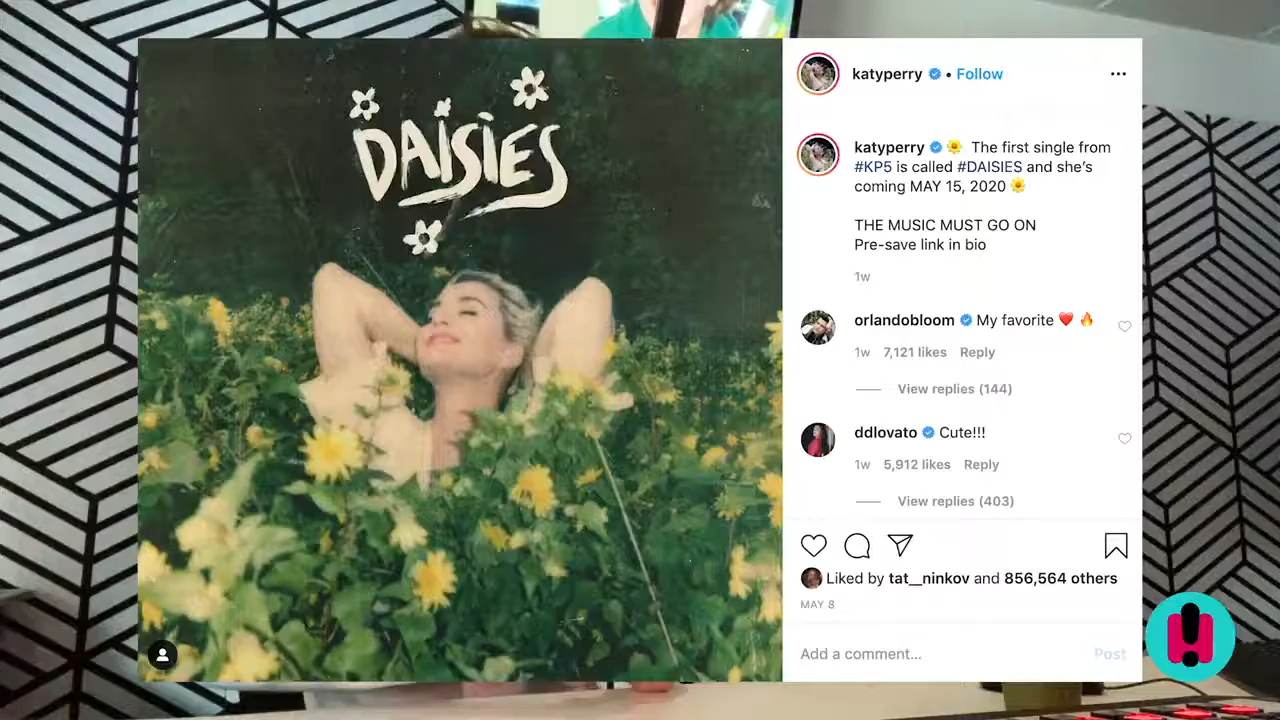 DAISIES
katyperry • Follow
katyperry 🌼 The first single from
#KP5 is called #DAISIES and she’s
coming MAY 15, 2020 🌼
THE MUSIC MUST GO ON
Pre-save link in bio
1w
orlandobloom My favorite ❤️ 🔥
1w 7,121 likes Reply
View replies (144)
ddlovato Cute!!!
1w 5,912 likes Reply
View replies (403)
Liked by tat__ninkov and 856,564 others
MAY 8
Add a comment... Post